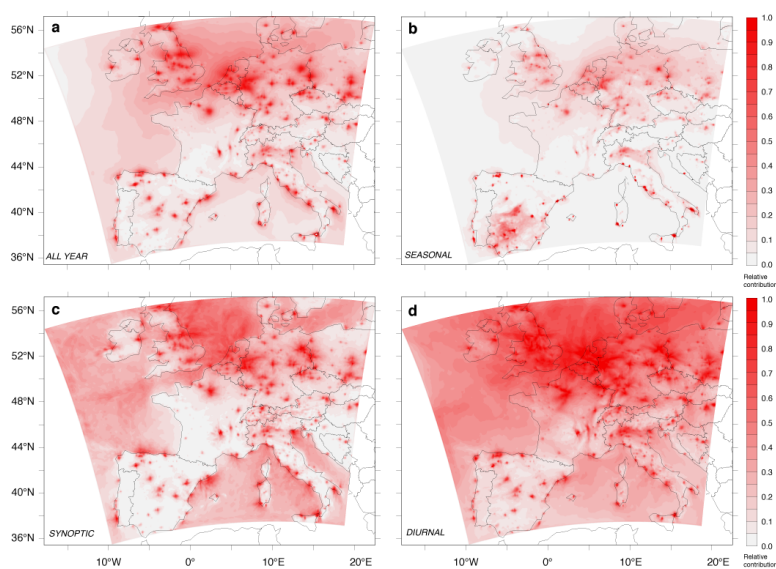 a
56°N
52°N
48°N
44°N
40°N
36°N
ALL YEAR
b
SEASONAL
1.0
0.9
0.8
0.7
0.6
0.5
0.4
0.3
0.2
0.1
0.0
Relative
contribution
c
56°N
52°N
48°N
44°N
40°N
36°N
SYNOPTIC
10°W
0°
10°E
20°E
d
DIURNAL
10°W
0°
10°E
20°E
1.0
0.9
0.8
0.7
0.6
0.5
0.4
0.3
0.2
0.1
0.0
Relative
contribution